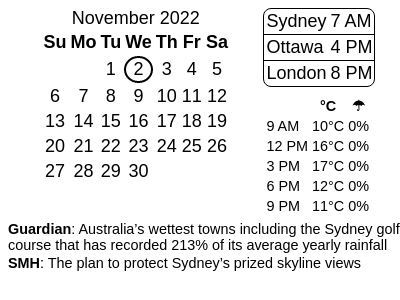 November 2022
Su Mo Tu We Th Fr Sa
1 2 3 4 5
6 7 8 9 10 11 12
13 14 15 16 17 18 19
20 21 22 23 24 25 26
27 28 29 30
Sydney 7 AM
Ottawa 4 PM
London 8 PM
°C ☂
9 AM 10°C 0%
12 PM 16°C 0%
3 PM 17°C 0%
6 PM 12°C 0%
9 PM 11°C 0%
Guardian: Australia’s wettest towns including the Sydney golf
course that has recorded 213% of its average yearly rainfall
SMH: The plan to protect Sydney’s prized skyline views